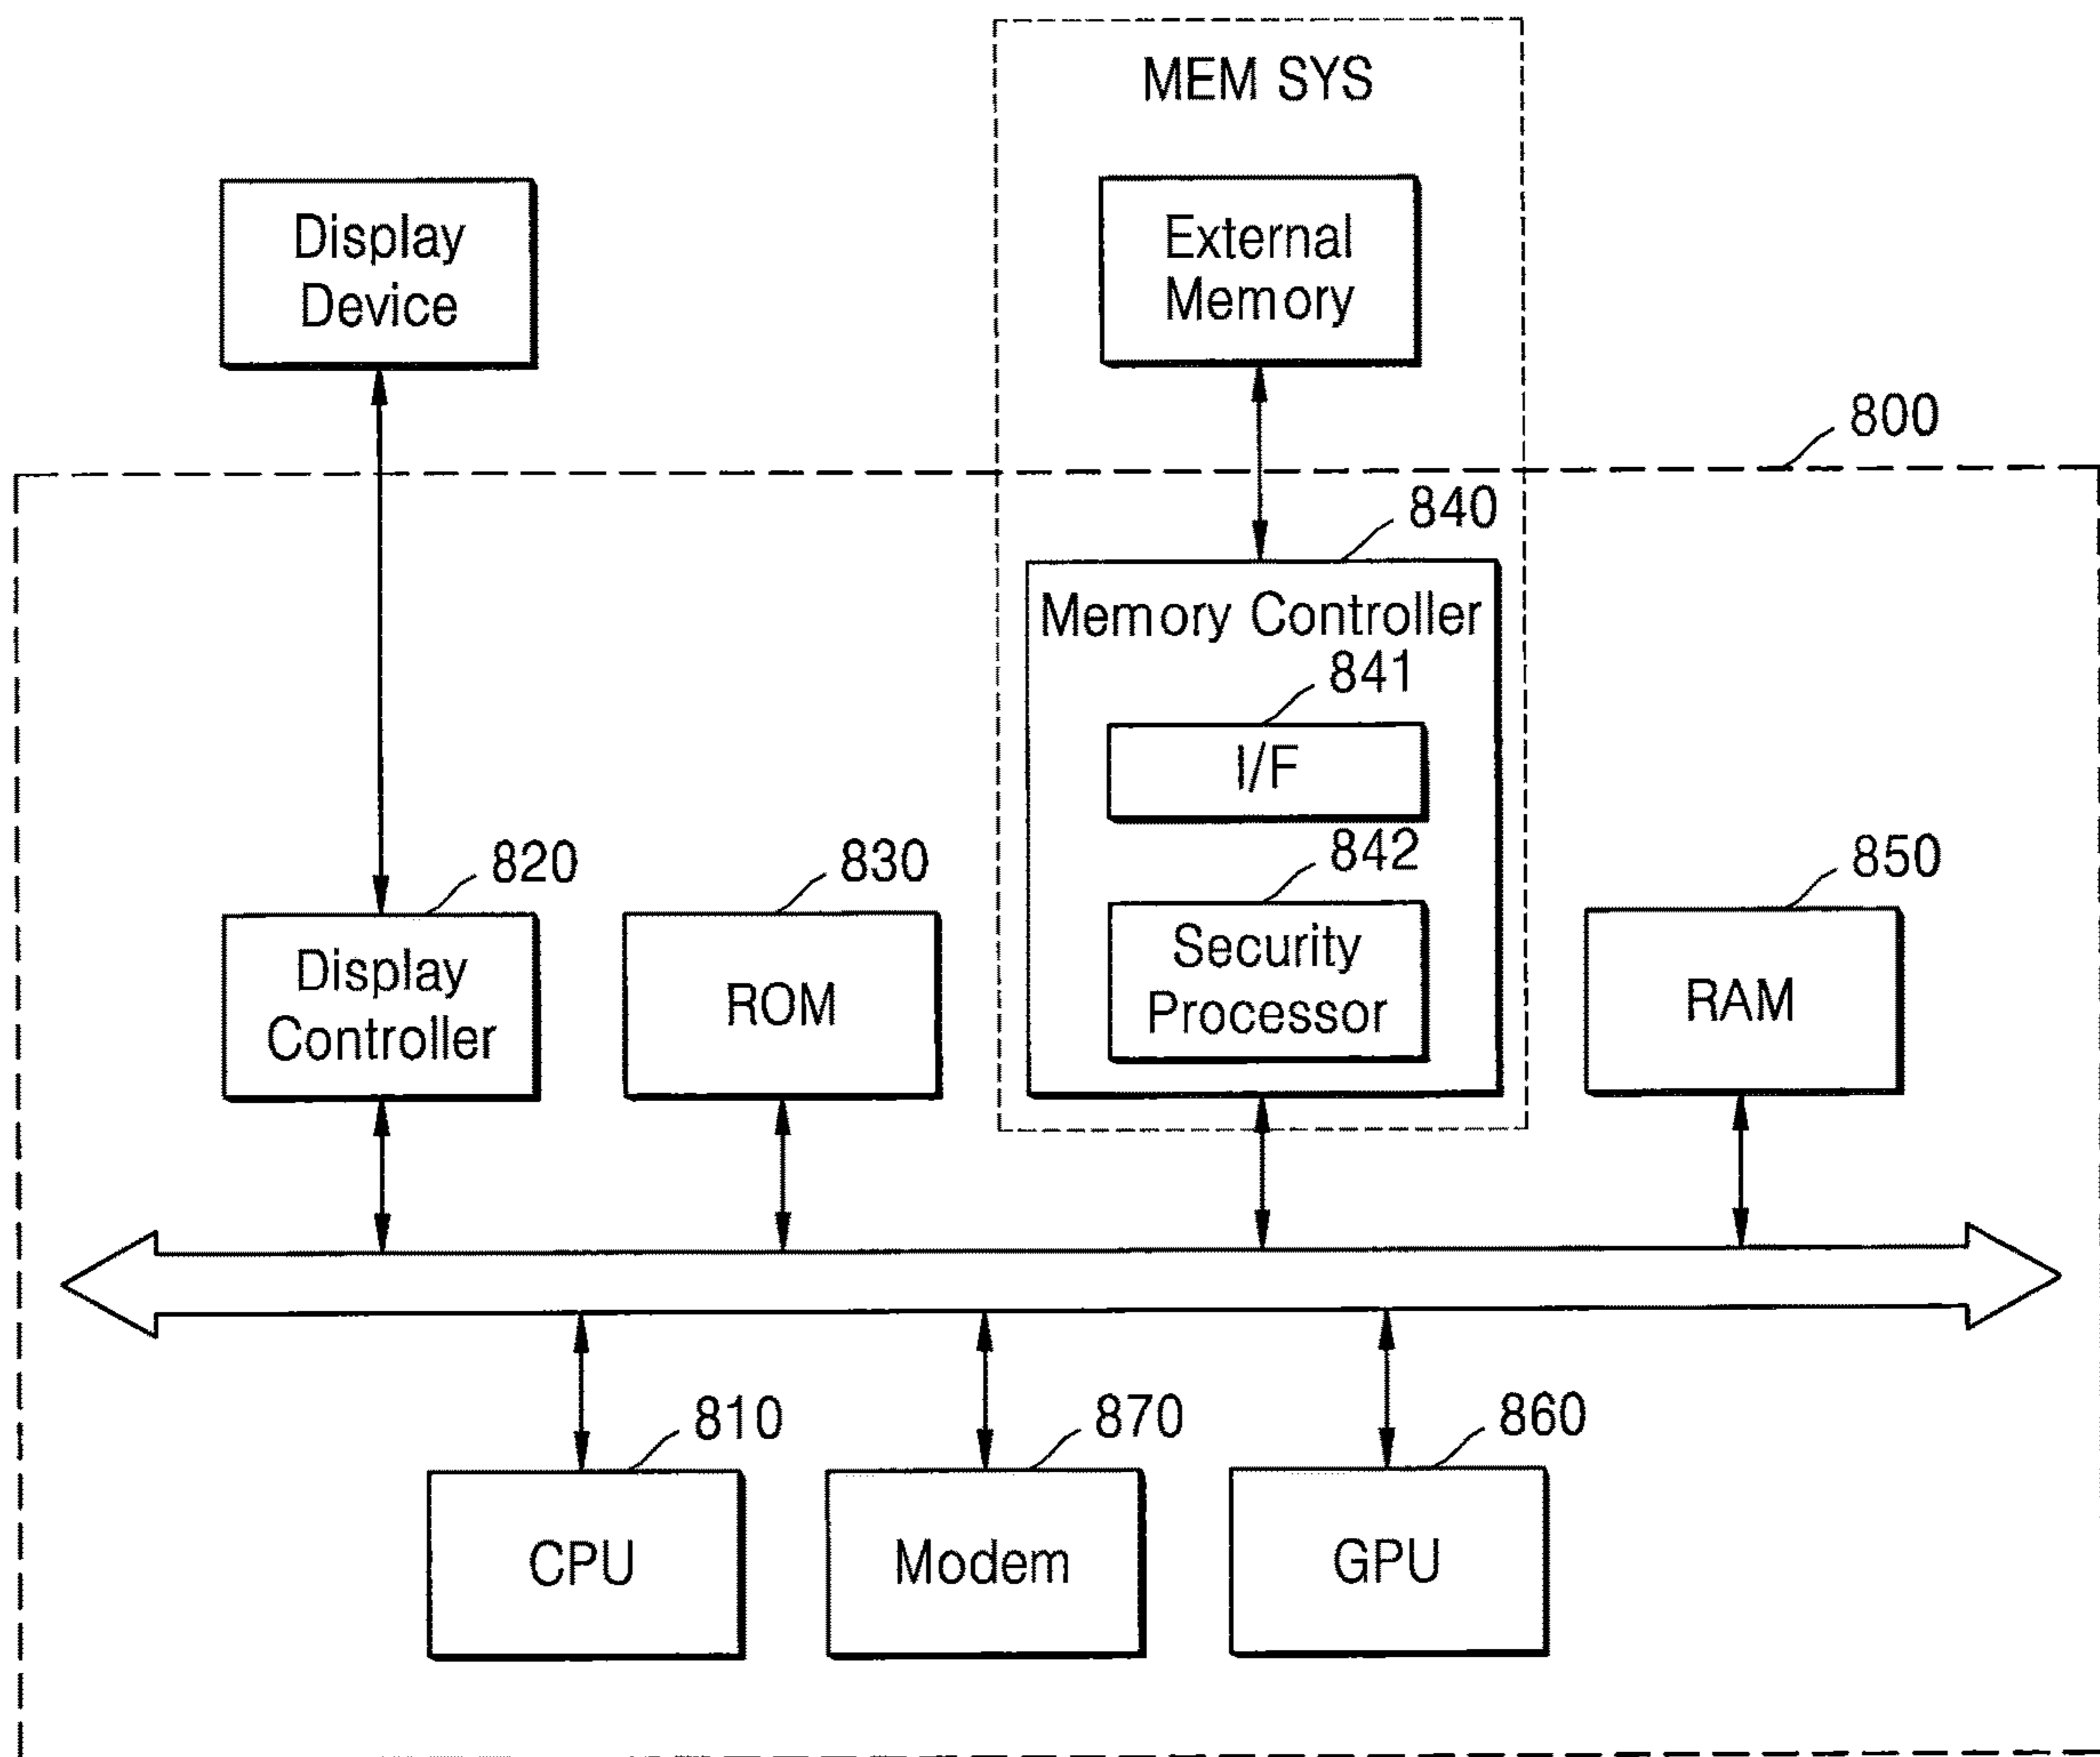 MEM SYS
Display
Device
External
Memory
800
840
Memory Controller
841
I/F
842
Security
Processor
820
Display
Controller
830
ROM
850
RAM
810
CPU
870
Modem
860
GPU